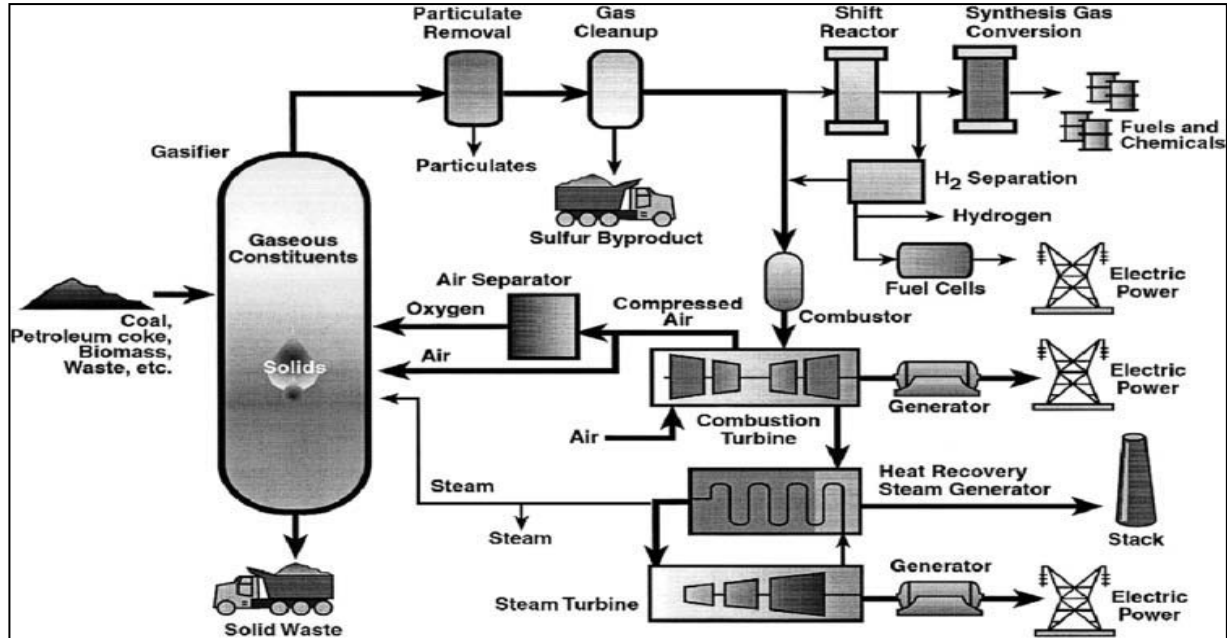 Particulate
Removal
Gas
Cleanup
Shift
Reactor
Synthesis Gas
Conversion
Gasifier
Particulates
Fuels and
Chemicals
Sulfur Byproduct
H2 Separation
Hydrogen
Gaseous
Constituents
Air Separator
Fuel Cells
Electric
Power
Coal,
Petroleum coke,
Biomass,
Waste, etc.
Oxygen
Compressed
Air
Combustor
Solids
Air
Generator
Electric
Power
Air
Combustion
Turbine
Steam
Heat Recovery
Steam Generator
Steam
Stack
Solid Waste
Steam Turbine
Generator
Electric
Power